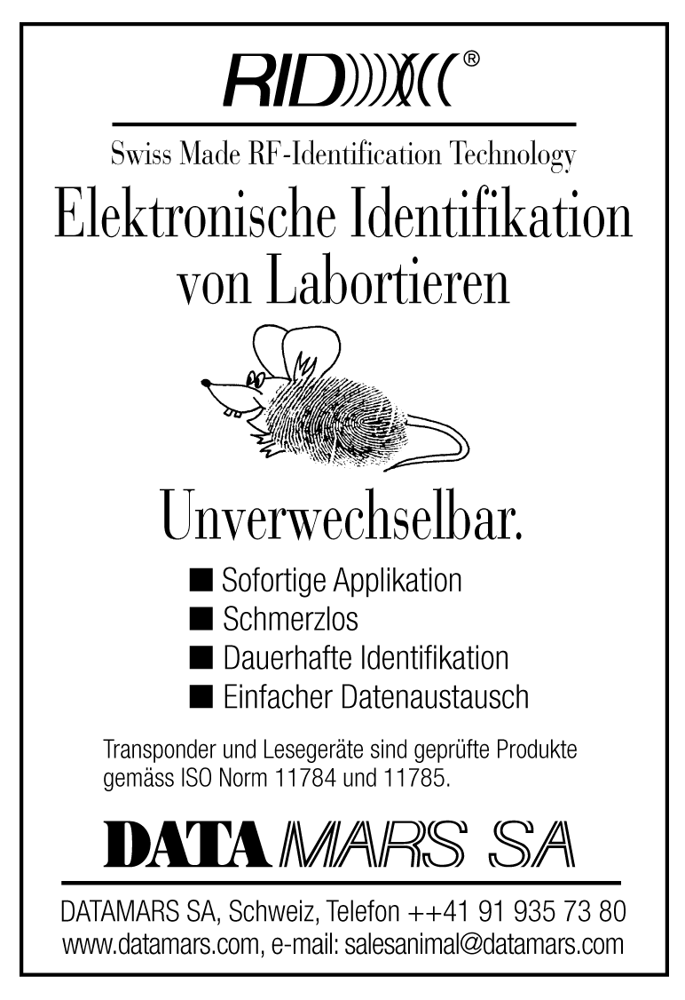 RID®
Swiss Made RF-Identification Technology
Elektronische Identifikation
von Labortieren
Unverwechselbar.
■ Sofortige Applikation
■ Schmerzlos
■ Dauerhafte Identifikation
■ Einfacher Datenaustausch
Transponder und Lesegeräte sind geprüfte Produkte
gemäss ISO Norm 11784 und 11785.
DATAMARS SA
DATAMARS SA, Schweiz, Telefon ++41 91 935 73 80
www.datamars.com, e-mail: salesanimal@datamars.com